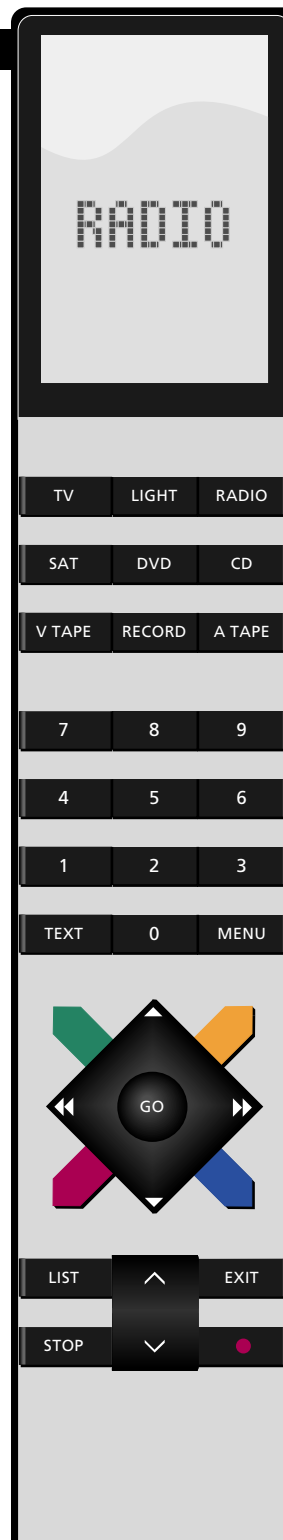 RADIO
TV LIGHT RADIO
SAT DVD CD
V TAPE RECORD A TAPE
7 8 9
4 5 6
1 2 3
TEXT 0 MENU
GO
LIST EXIT
STOP